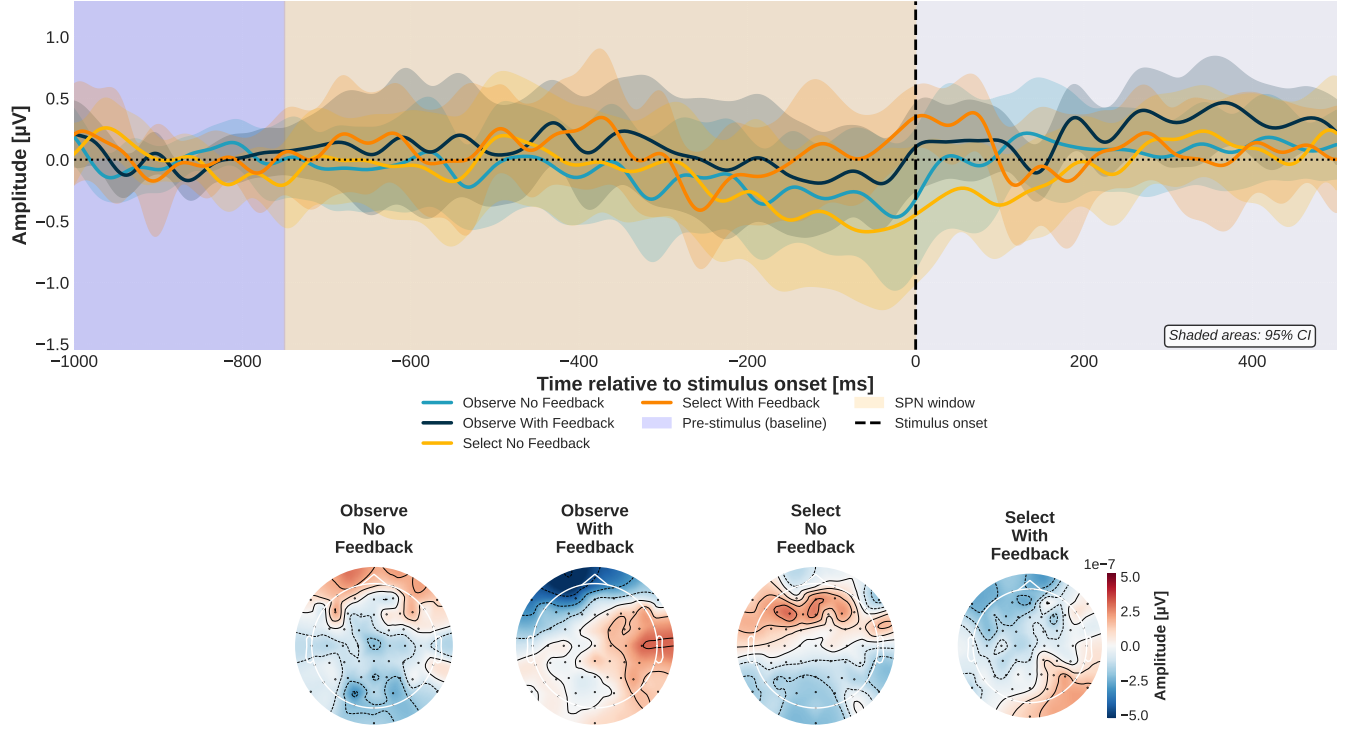 1.0
0.5
0.0
−0.5
−1.0
−1.5
Amplitude [µV]
Shaded areas: 95% CI
−1000
−800
−600
−400
−200
0
200
400
Time relative to stimulus onset [ms]
Observe No Feedback
Observe With Feedback
Select No Feedback
Select With Feedback
Pre-stimulus (baseline)
SPN window
Stimulus onset
Observe
No
Feedback
Observe
With
Feedback
Select
No
Feedback
Select
With
Feedback
1e−7
5.0
2.5
0.0
−2.5
−5.0
Amplitude [µV]